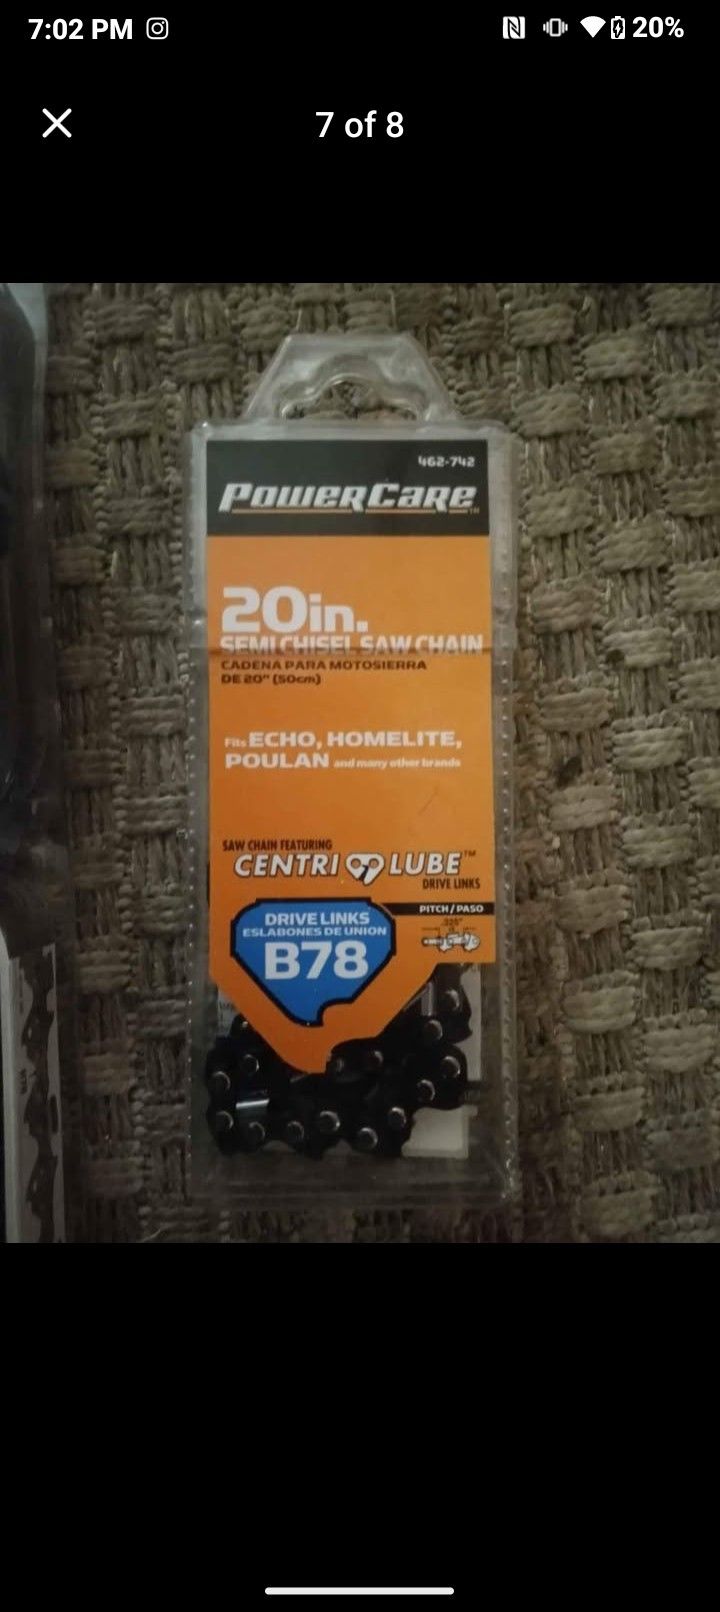 7:02 PM
20%
7 of 8
462-742
POWERCARE™
20in.
SEMI CHISEL SAW CHAIN
CADENA PARA MOTOSIERRA
DE 20" (50cm)
Fits ECHO, HOMELITE,
POULAN and many other brands
SAW CHAIN FEATURING
CENTRI LUBE™
DRIVE LINKS
PITCH/PASO
DRIVE LINKS
ESLABONES DE UNION
B78